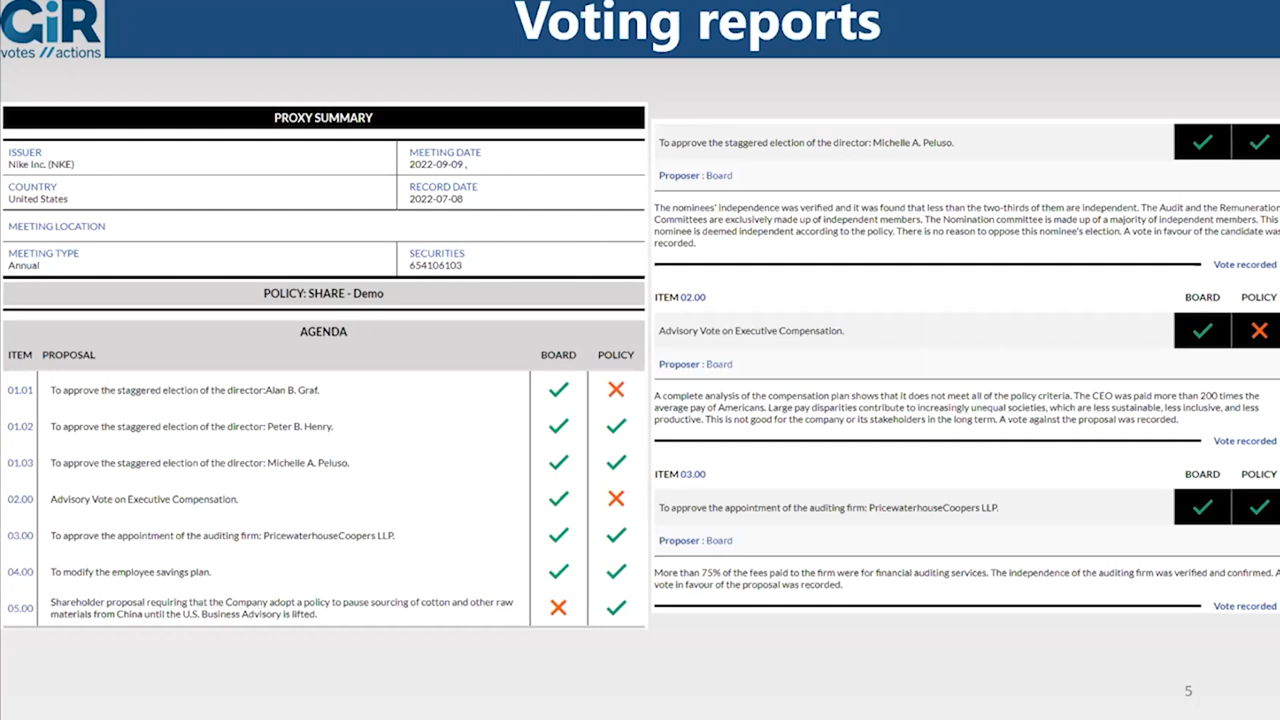 GIR
votes // actions
Voting reports
PROXY SUMMARY
ISSUER
Nike Inc. (NKE)
MEETING DATE
2022-09-09 ,
COUNTRY
United States
RECORD DATE
2022-07-08
MEETING LOCATION
MEETING TYPE
Annual
SECURITIES
654106103
POLICY: SHARE - Demo
AGENDA
ITEM PROPOSAL BOARD POLICY
01.01 To approve the staggered election of the director:Alan B. Graf.
01.02 To approve the staggered election of the director: Peter B. Henry.
01.03 To approve the staggered election of the director: Michelle A. Peluso.
02.00 Advisory Vote on Executive Compensation.
03.00 To approve the appointment of the auditing firm: PricewaterhouseCoopers LLP.
04.00 To modify the employee savings plan.
05.00 Shareholder proposal requiring that the Company adopt a policy to pause sourcing of cotton and other raw
materials from China until the U.S. Business Advisory is lifted.
To approve the staggered election of the director: Michelle A. Peluso.
Proposer : Board
The nominees' independence was verified and it was found that less than the two-thirds of them are independent. The Audit and the Remuneration
Committees are exclusively made up of independent members. The Nomination committee is made up of a majority of independent members. This
nominee is deemed independent according to the policy. There is no reason to oppose this nominee's election. A vote in favour of the candidate was
recorded.
Vote recorded
ITEM 02.00 BOARD POLICY
Advisory Vote on Executive Compensation.
Proposer : Board
A complete analysis of the compensation plan shows that it does not meet all of the policy criteria. The CEO was paid more than 200 times the
average pay of Americans. Large pay disparities contribute to increasingly unequal societies, which are less sustainable, less inclusive, and less
productive. This is not good for the company or its stakeholders in the long term. A vote against the proposal was recorded.
Vote recorded
ITEM 03.00 BOARD POLICY
To approve the appointment of the auditing firm: PricewaterhouseCoopers LLP.
Proposer : Board
More than 75% of the fees paid to the firm were for financial auditing services. The independence of the auditing firm was verified and confirmed. A
vote in favour of the proposal was recorded.
Vote recorded
5